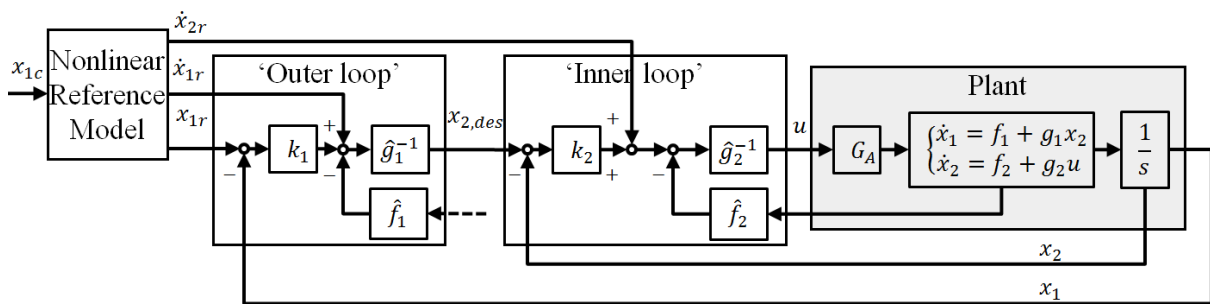 ẋ₂ᵣ
x₁c
Nonlinear
Reference
Model
ẋ₁ᵣ
x₁ᵣ
'Outer loop'
−
k₁
+
−
ĝ₁⁻¹
f̂₁
x₂,des
'Inner loop'
−
k₂
+
+
−
ĝ₂⁻¹
f̂₂
u
Plant
G_A
{ẋ₁ = f₁ + g₁x₂
ẋ₂ = f₂ + g₂u
1
s
x₂
x₁